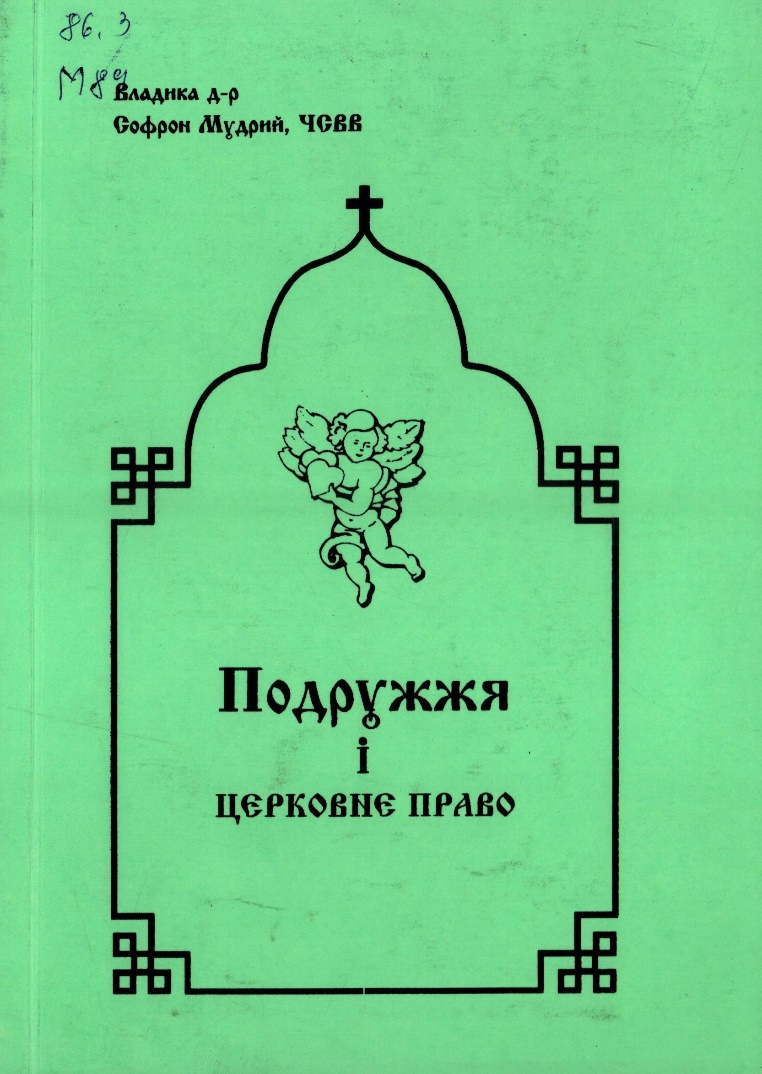 86.3
М89
Владика д-р
Софрон Мудрий, ЧСВВ
Подружжя
і
ЦЕРКОВНЕ ПРАВО